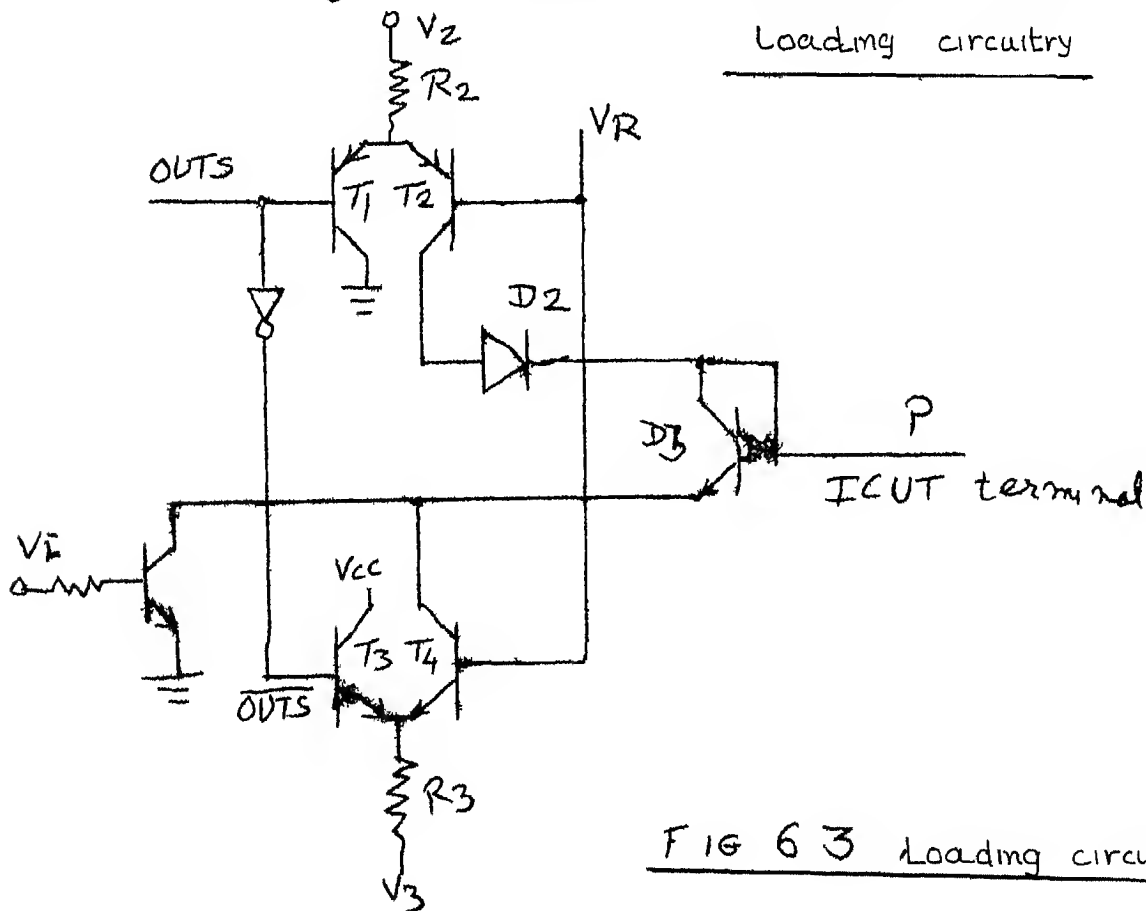 Loading circuitry
V2
R2
VR
OUTS
T1 T2
D2
D3
P
ICUT terminal
VI
VCC
T3 T4
OUTS
R3
V3
FIG 6 3 Loading circu